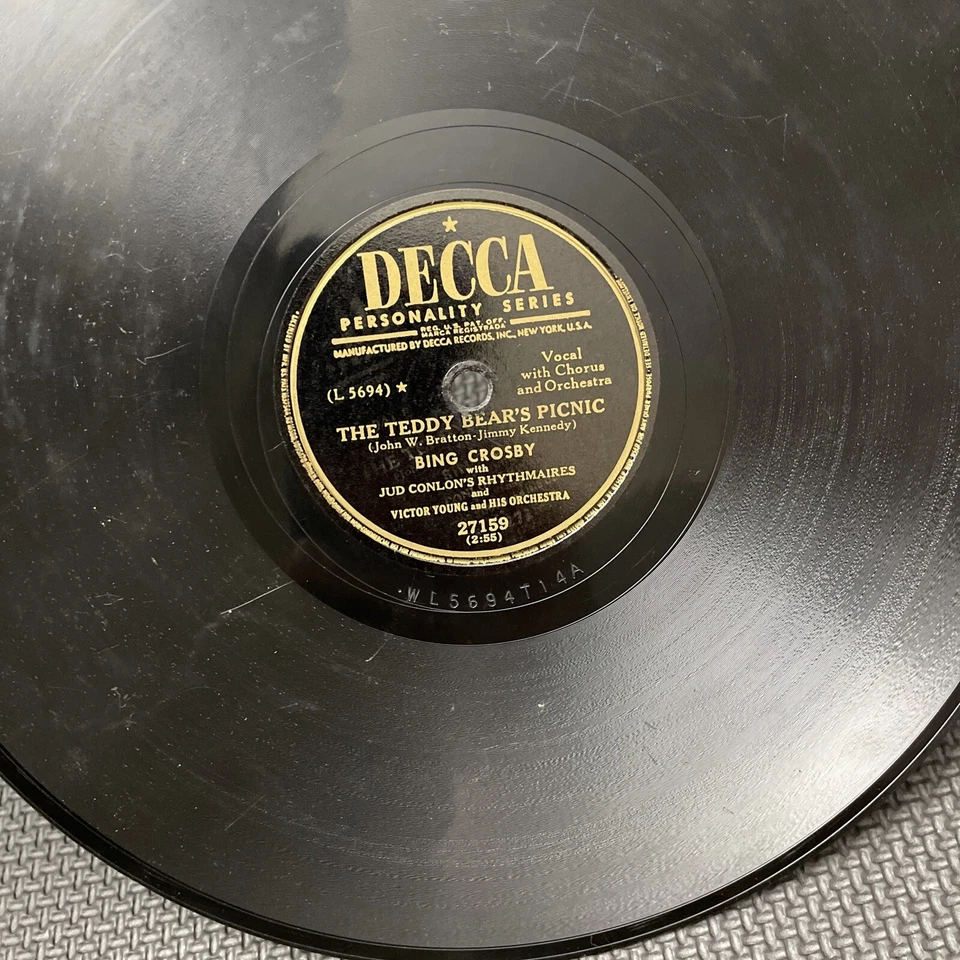 DECCA
PERSONALITY SERIES
REG. U.S. PAT. OFF.
MARCA REGISTRADA
MANUFACTURED BY DECCA RECORDS, INC., NEW YORK, U.S.A.
Vocal
with Chorus
and Orchestra
(L 5694) ★
THE TEDDY BEAR'S PICNIC
(John W. Bratton-Jimmy Kennedy)
BING CROSBY
with
JUD CONLON'S RHYTHMAIRES
and
VICTOR YOUNG and HIS ORCHESTRA
27159
(2:55)
WL5694T14A